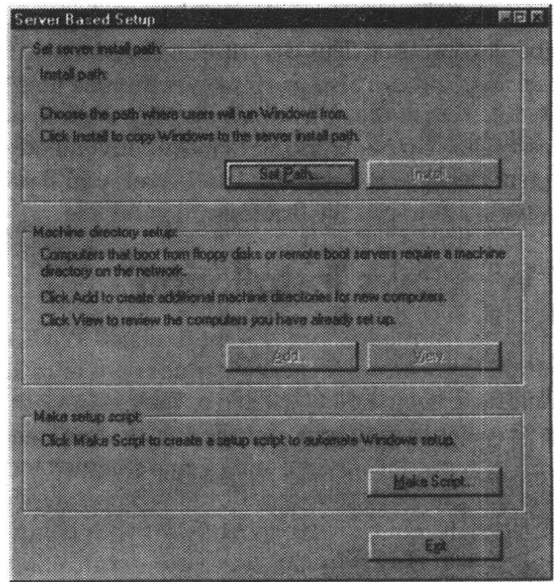 Server Based Setup
Set server install path:
Install path:
Choose the path where users will run Windows from.
Click Install to copy Windows to the server install path.
Set Path... Install...
Machine directory setup:
Computers that boot from floppy disks or remote boot servers require a machine
directory on the network.
Click Add to create additional machine directories for new computers.
Click View to review the computers you have already set up.
Add... View...
Make setup script:
Click Make Script to create a setup script to automate Windows setup.
Make Script...
Exit